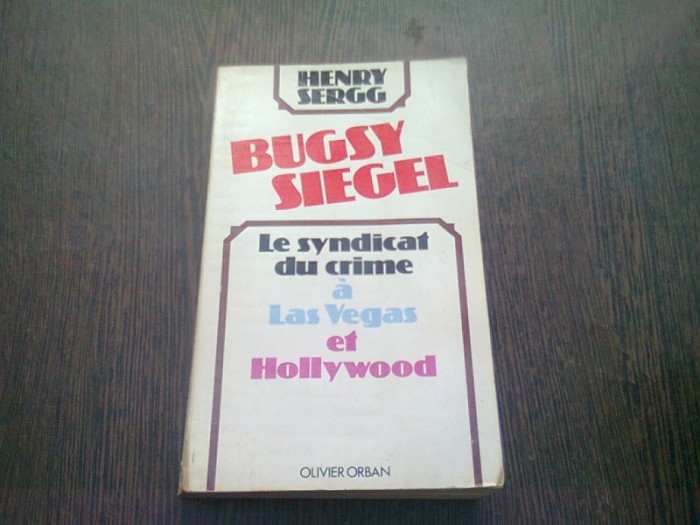 HENRY
SERGG
BUGSY
SIEGEL
Le syndicat
du crime
à
Las Vegas
et
Hollywood
OLIVIER ORBAN